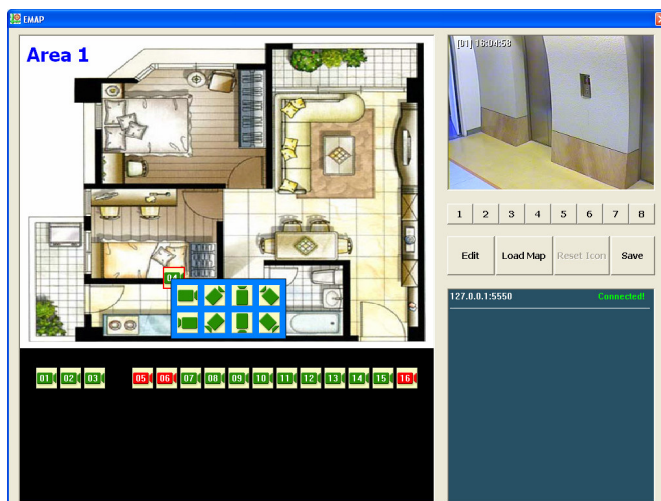 EMAP
Area 1
[01] 16:04:53
1 2 3 4 5 6 7 8
Edit Load Map Reset Icon Save
127.0.0.1:5550 Connected!
04
01 02 03 05 06 07 08 09 10 11 12 13 14 15 16